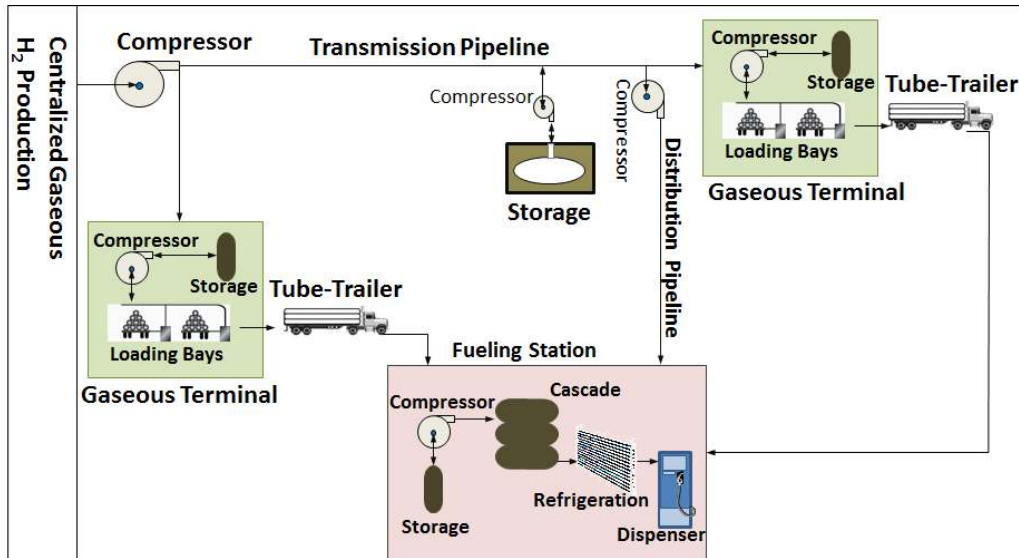 Centralized Gaseous
H2 Production
Compressor
Transmission Pipeline
Compressor
Storage
Compressor
Distribution Pipeline
Compressor
Storage
Loading Bays
Gaseous Terminal
Tube-Trailer
Compressor
Storage
Loading Bays
Gaseous Terminal
Tube-Trailer
Fueling Station
Compressor
Storage
Cascade
Refrigeration
Dispenser